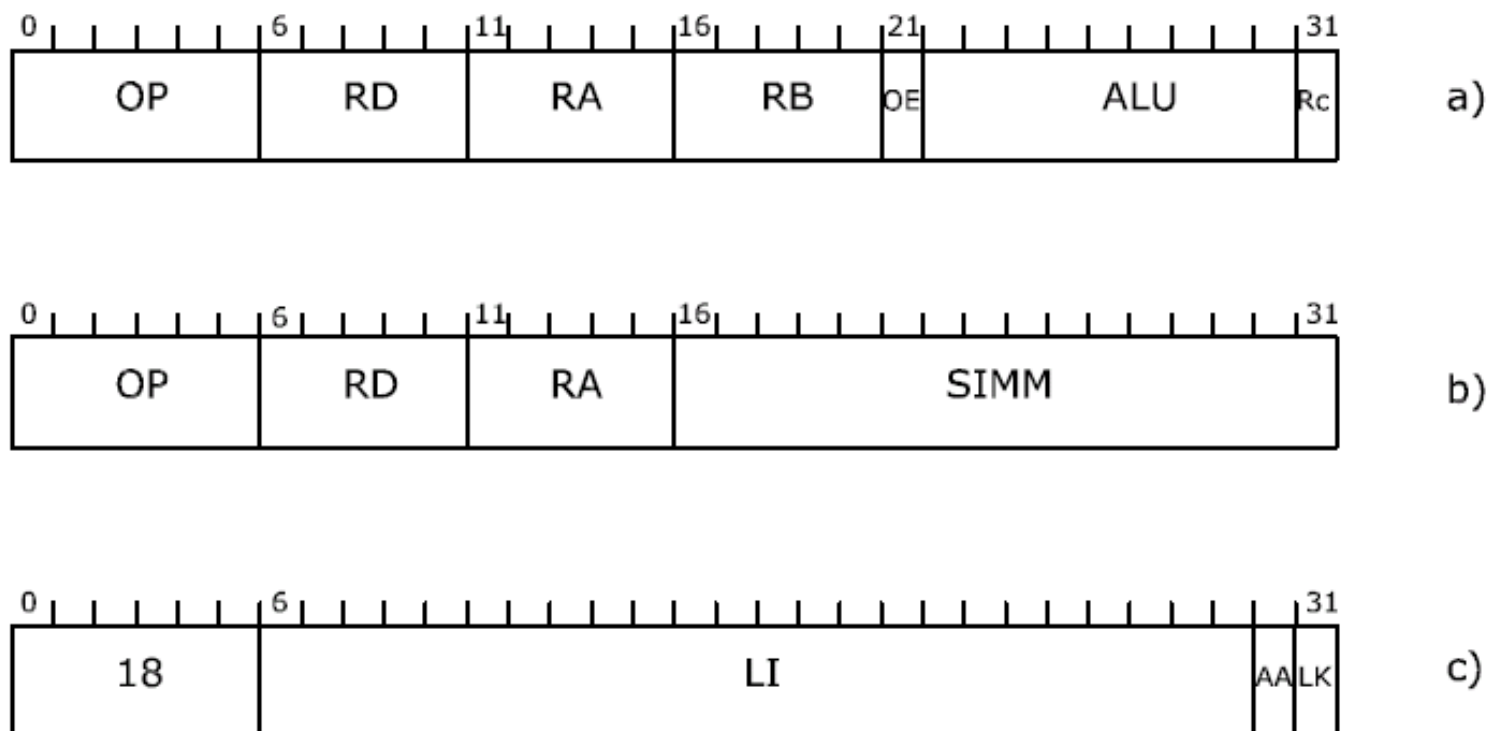 0 6 11 16 21 31
OP RD RA RB OE ALU Rc a)
0 6 11 16 31
OP RD RA SIMM b)
0 6 31
18 LI AA LK c)